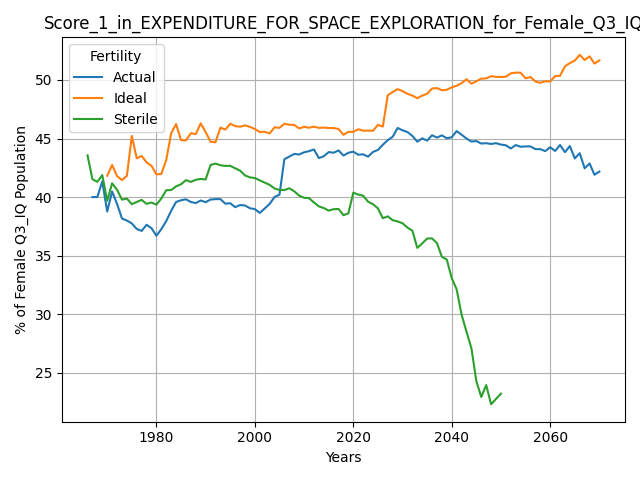 Score_1_in_EXPENDITURE_FOR_SPACE_EXPLORATION_for_Female_Q3_IQ
Fertility
Actual
Ideal
Sterile
50
45
40
35
30
25
% of Female Q3_IQ Population
1980 2000 2020 2040 2060
Years